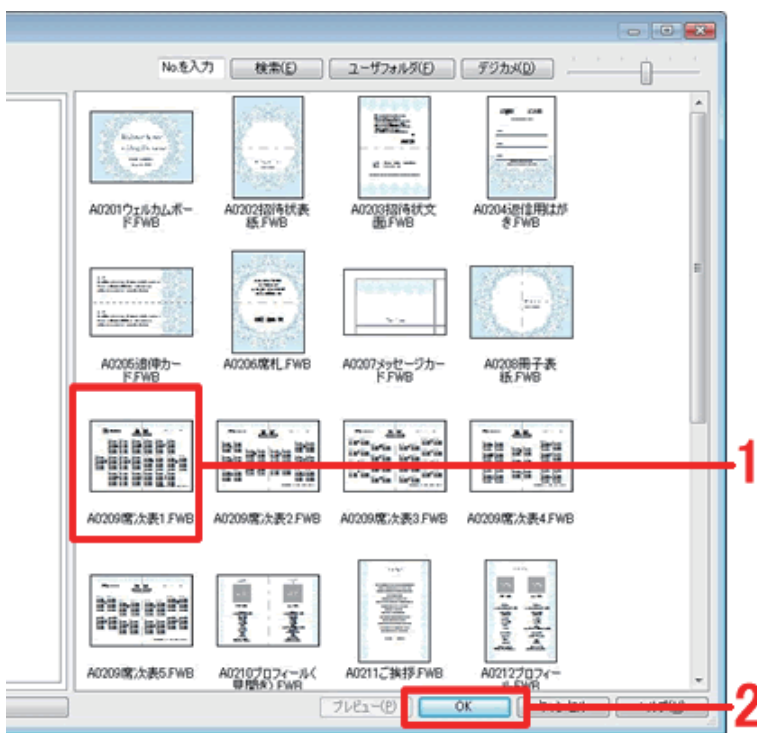 No.を入力 検索(E) ユーザフォルダ(F) デジカメ(D)
A0201ウェルカムボー
ド.FWB
A0202招待状表
紙.FWB
A0203招待状文
面.FWB
A0204返信用はが
き.FWB
A0205追伸カー
ド.FWB
A0206席札.FWB
A0207メッセージカー
ド.FWB
A0208冊子表
紙.FWB
A0209席次表1.FWB
A0209席次表2.FWB
A0209席次表3.FWB
A0209席次表4.FWB
1
A0209席次表5.FWB
A0210プロフィール(
見開き).FWB
A0211ご挨拶.FWB
A0212プロフィー
ル.FWB
プレビュー(P) OK
2